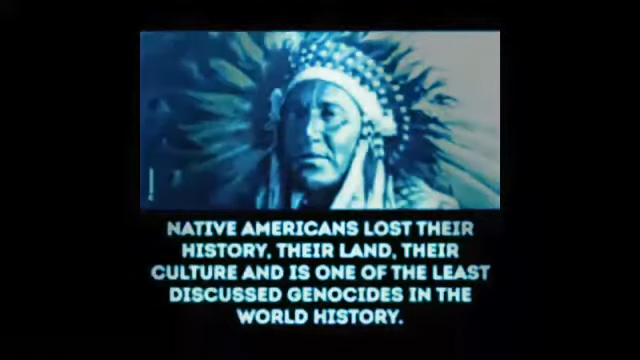 NATIVE AMERICANS LOST THEIR
HISTORY, THEIR LAND, THEIR
CULTURE AND IS ONE OF THE LEAST
DISCUSSED GENOCIDES IN THE
WORLD HISTORY.